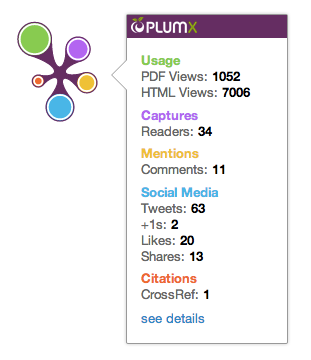 PLUMX
Usage
PDF Views: 1052
HTML Views: 7006
Captures
Readers: 34
Mentions
Comments: 11
Social Media
Tweets: 63
+1s: 2
Likes: 20
Shares: 13
Citations
CrossRef: 1
see details